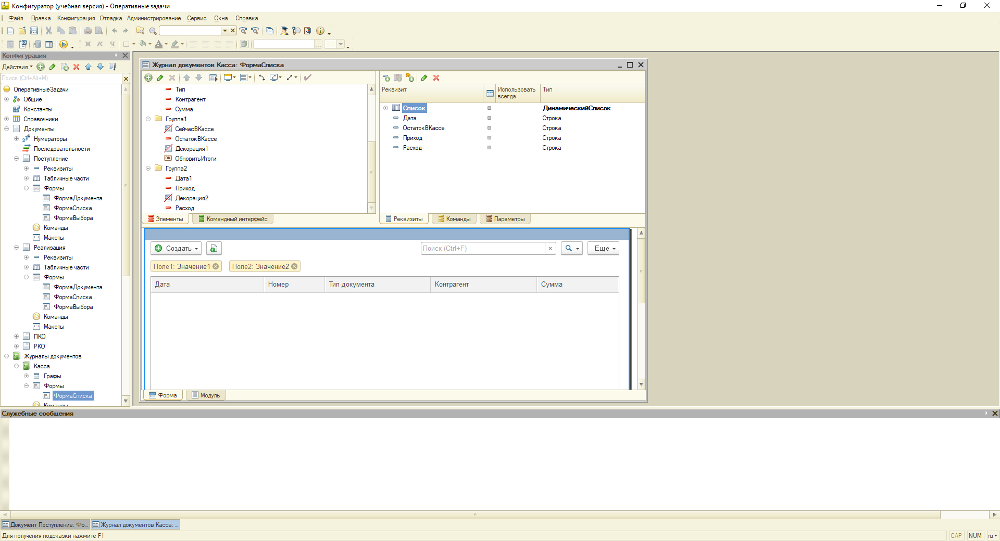 Конфигуратор (учебная версия) - Оперативные задачи
Файл Правка Конфигурация Отладка Администрирование Сервис Окна Справка
Ж К Ч
Конфигурация
Действия
Поиск (Ctrl+Alt+M)
ОперативныеЗадачи
Общие
Константы
Справочники
Документы
Нумераторы
Последовательности
Поступление
Реквизиты
Табличные части
Формы
ФормаДокумента
ФормаСписка
ФормаВыбора
Команды
Макеты
Реализация
Реквизиты
Табличные части
Формы
ФормаДокумента
ФормаСписка
ФормаВыбора
Команды
Макеты
ПКО
РКО
Журналы документов
Касса
Графы
Формы
ФормаСписка
Команды
Журнал документов Касса: ФормаСписка
Тип
Контрагент
Сумма
Группа1
СейчасВКассе
ОстатокВКассе
Декорация1
OK ОбновитьИтоги
Группа2
Дата1
Приход
Декорация2
Расход
Элементы Командный интерфейс
Реквизит Использовать всегда Тип
Список ДинамическийСписок
Дата Строка
ОстатокВКассе Строка
Приход Строка
Расход Строка
Реквизиты Команды Параметры
Создать Поиск (Ctrl+F) × Еще
Поле1: Значение1 Поле2: Значение2
Дата Номер Тип документа Контрагент Сумма
Форма Модуль
Служебные сообщения
Документ Поступление: Фо... Журнал документов Касса: ...
Для получения подсказки нажмите F1 CAP NUM ru